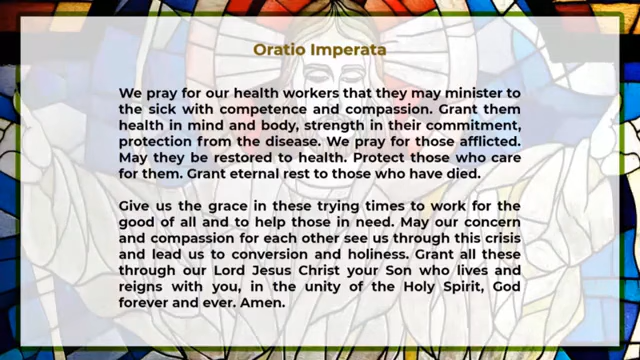 Oratio Imperata
We pray for our health workers that they may minister to
the sick with competence and compassion. Grant them
health in mind and body, strength in their commitment,
protection from the disease. We pray for those afflicted.
May they be restored to health. Protect those who care
for them. Grant eternal rest to those who have died.
Give us the grace in these trying times to work for the
good of all and to help those in need. May our concern
and compassion for each other see us through this crisis
and lead us to conversion and holiness. Grant all these
through our Lord Jesus Christ your Son who lives and
reigns with you, in the unity of the Holy Spirit, God
forever and ever. Amen.